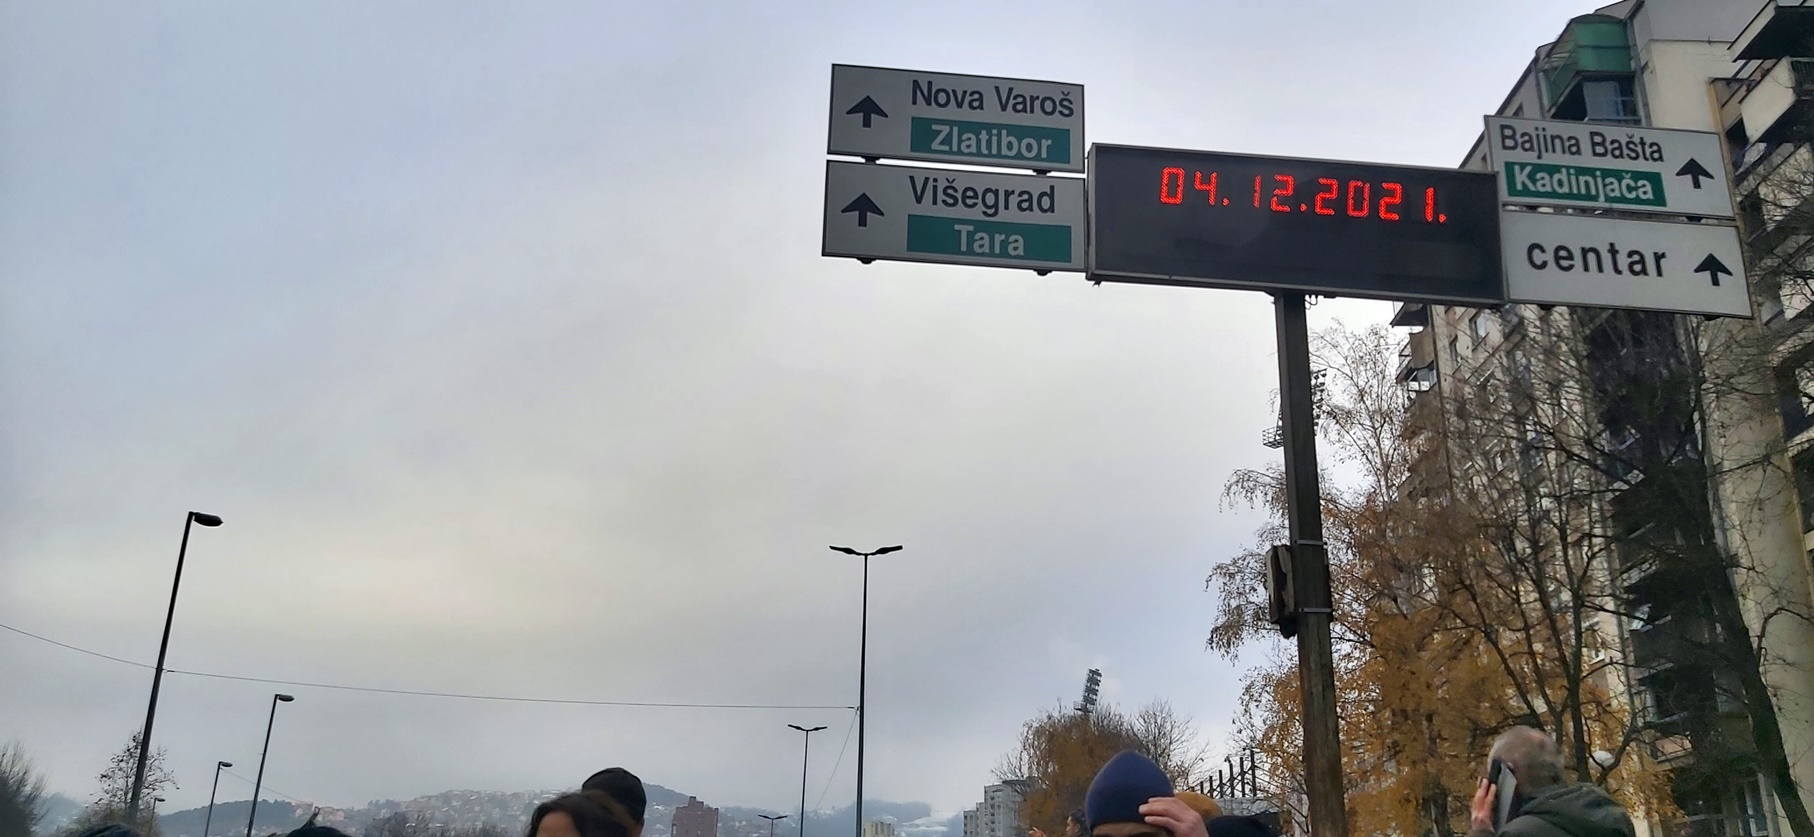 Nova Varoš
Zlatibor
Višegrad
Tara
04.12.2021.
Bajina Bašta
Kadinjača
centar